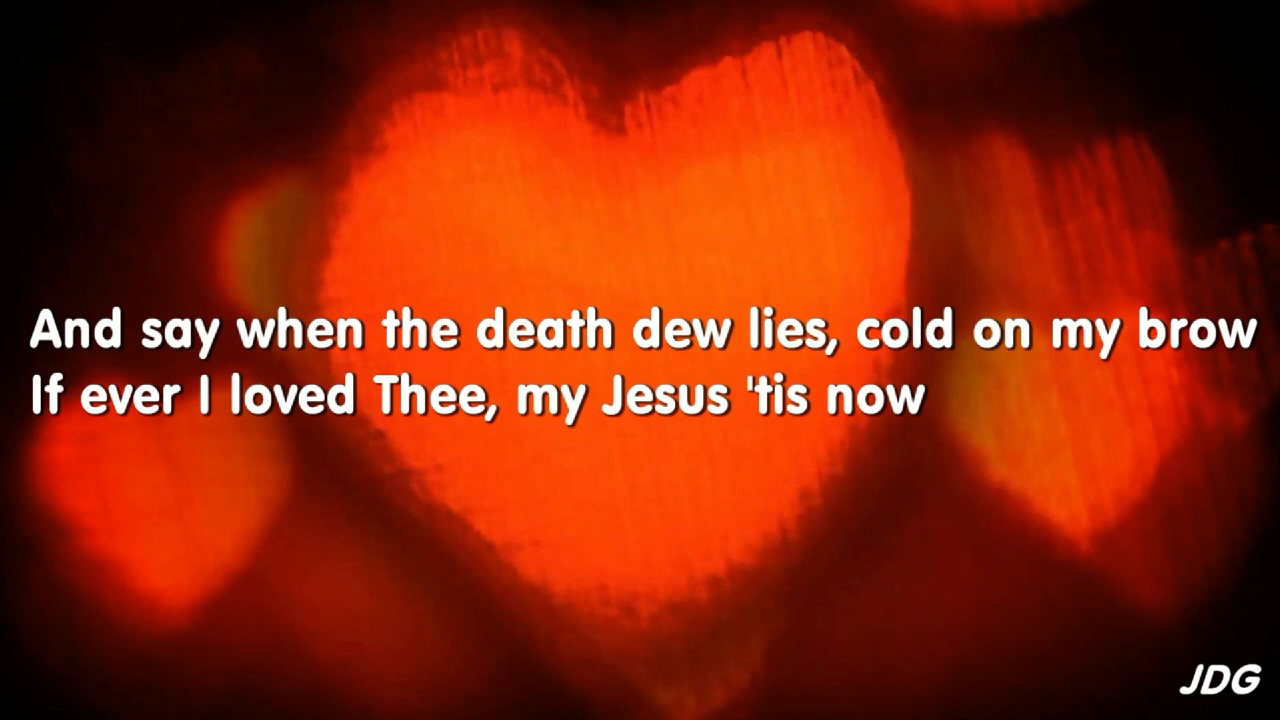 And say when the death dew lies, cold on my brow
If ever I loved Thee, my Jesus 'tis now
JDG